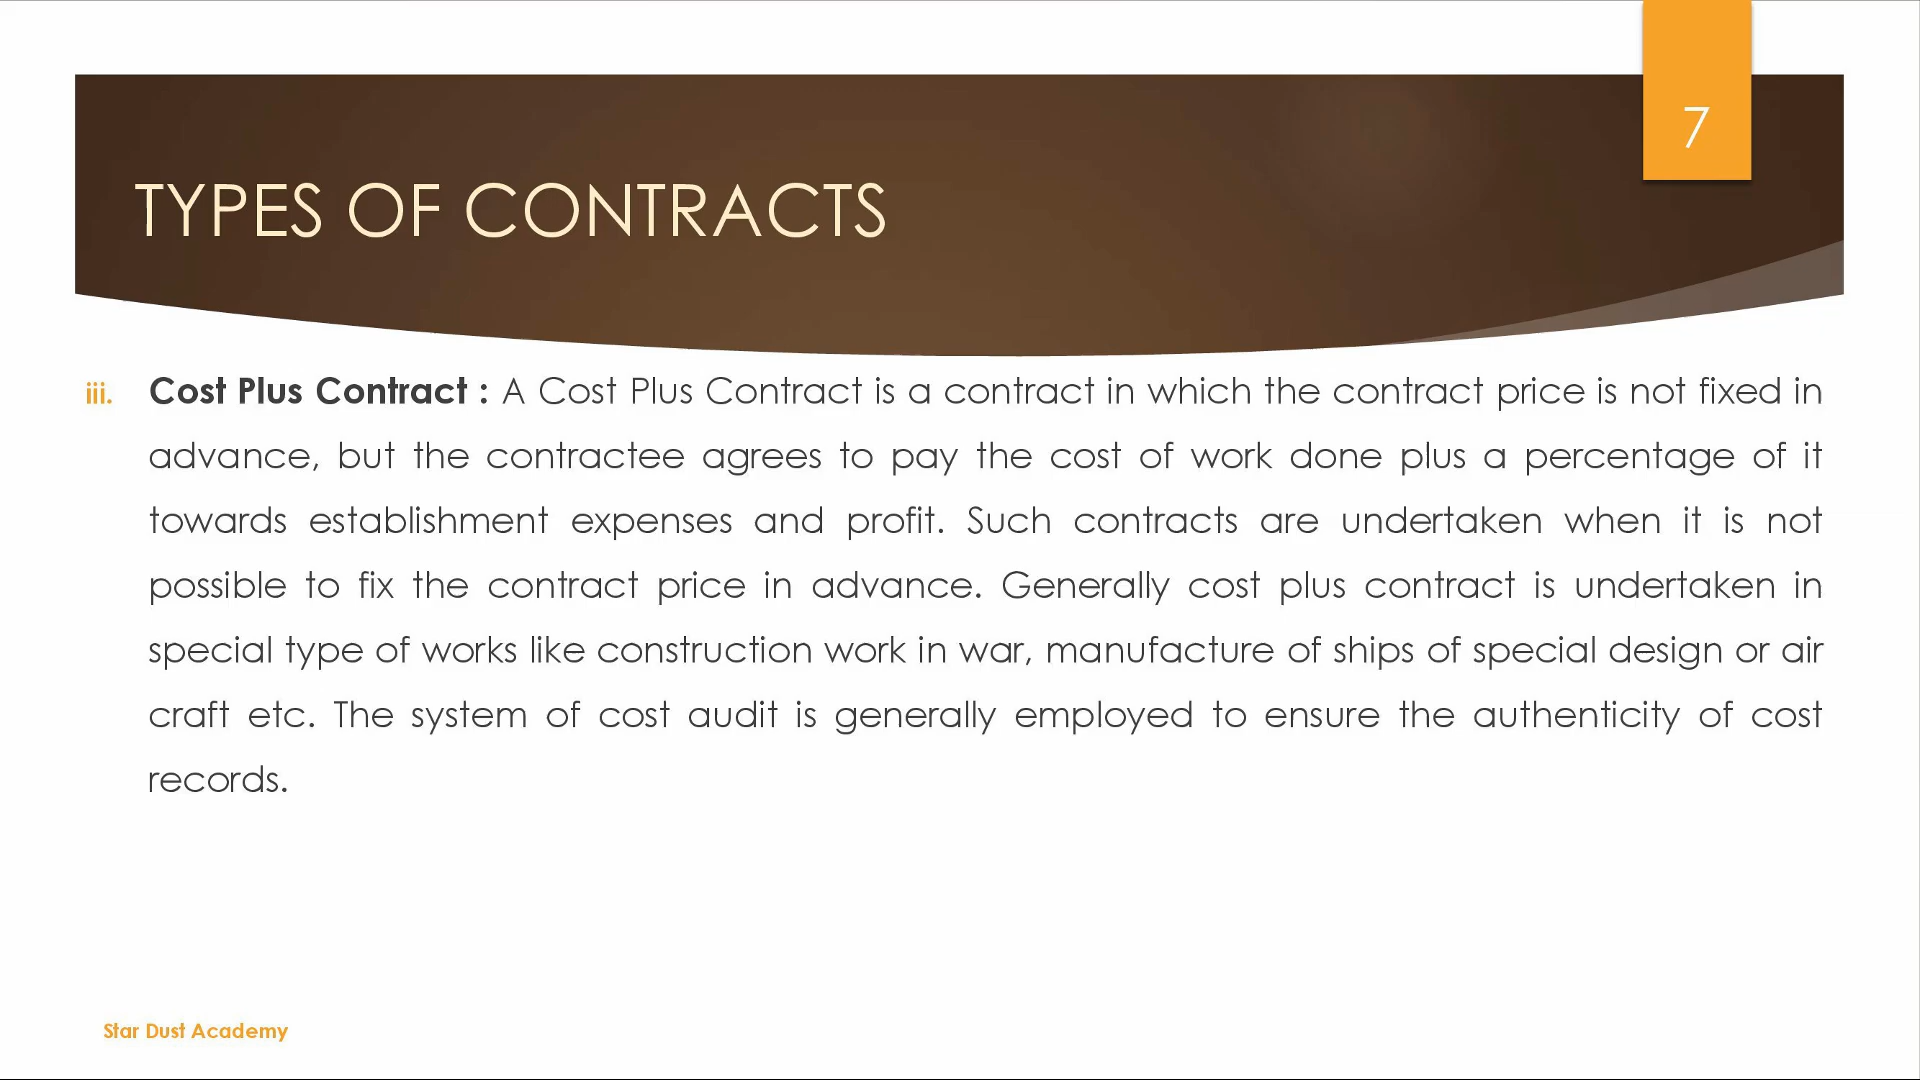 7
TYPES OF CONTRACTS
iii. Cost Plus Contract : A Cost Plus Contract is a contract in which the contract price is not fixed in
advance, but the contractee agrees to pay the cost of work done plus a percentage of it
towards establishment expenses and profit. Such contracts are undertaken when it is not
possible to fix the contract price in advance. Generally cost plus contract is undertaken in
special type of works like construction work in war, manufacture of ships of special design or air
craft etc. The system of cost audit is generally employed to ensure the authenticity of cost
records.
Star Dust Academy